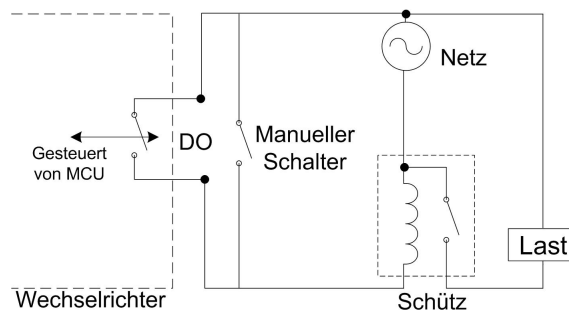 Netz
DO
Manueller
Schalter
Gesteuert
von MCU
Last
Wechselrichter
Schütz